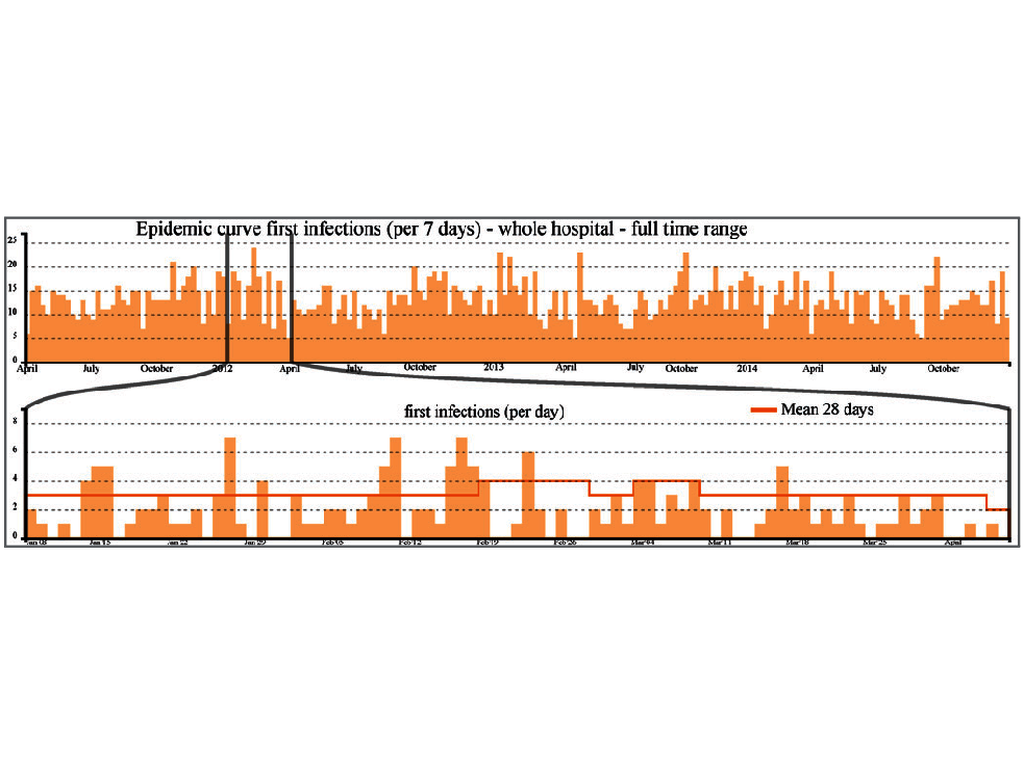 Epidemic curve first infections (per 7 days) - whole hospital - full time range
25
20
15
10
5
0
April July October 2012 April July October 2013 April July October 2014 April July October
first infections (per day)
Mean 28 days
8
6
4
2
0
Jan 08 Jan 15 Jan 22 Jan 29 Feb 05 Feb 12 Feb 19 Feb 26 Mar 04 Mar 11 Mar 18 Mar 25 April